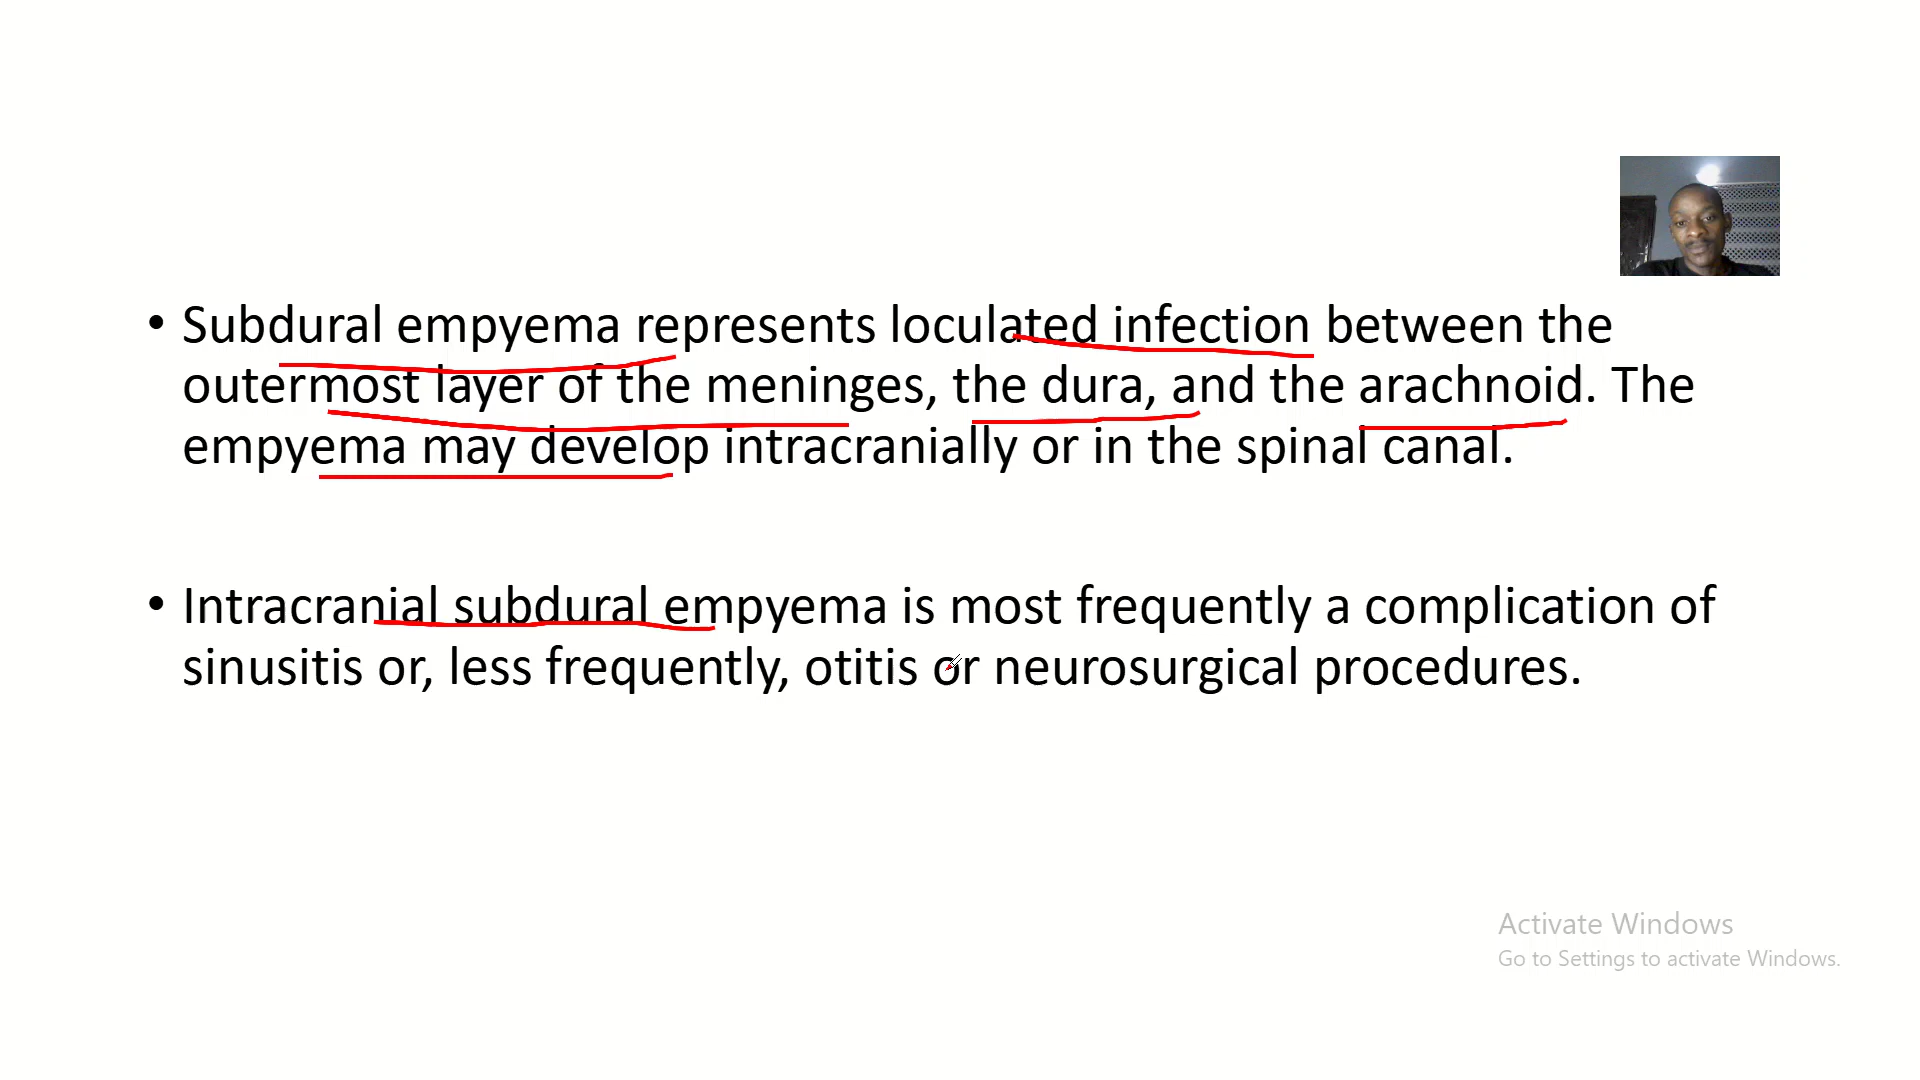 • Subdural empyema represents loculated infection between the
outermost layer of the meninges, the dura, and the arachnoid. The
empyema may develop intracranially or in the spinal canal.
• Intracranial subdural empyema is most frequently a complication of
sinusitis or, less frequently, otitis or neurosurgical procedures.
Activate Windows
Go to Settings to activate Windows.